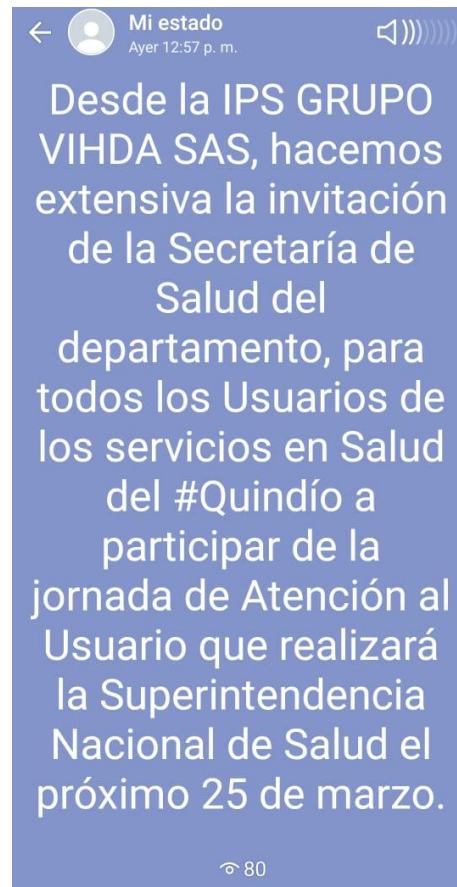 Mi estado
Ayer 12:57 p. m.
Desde la IPS GRUPO
VIHDA SAS, hacemos
extensiva la invitación
de la Secretaría de
Salud del
departamento, para
todos los Usuarios de
los servicios en Salud
del #Quindío a
participar de la
jornada de Atención al
Usuario que realizará
la Superintendencia
Nacional de Salud el
próximo 25 de marzo.
80